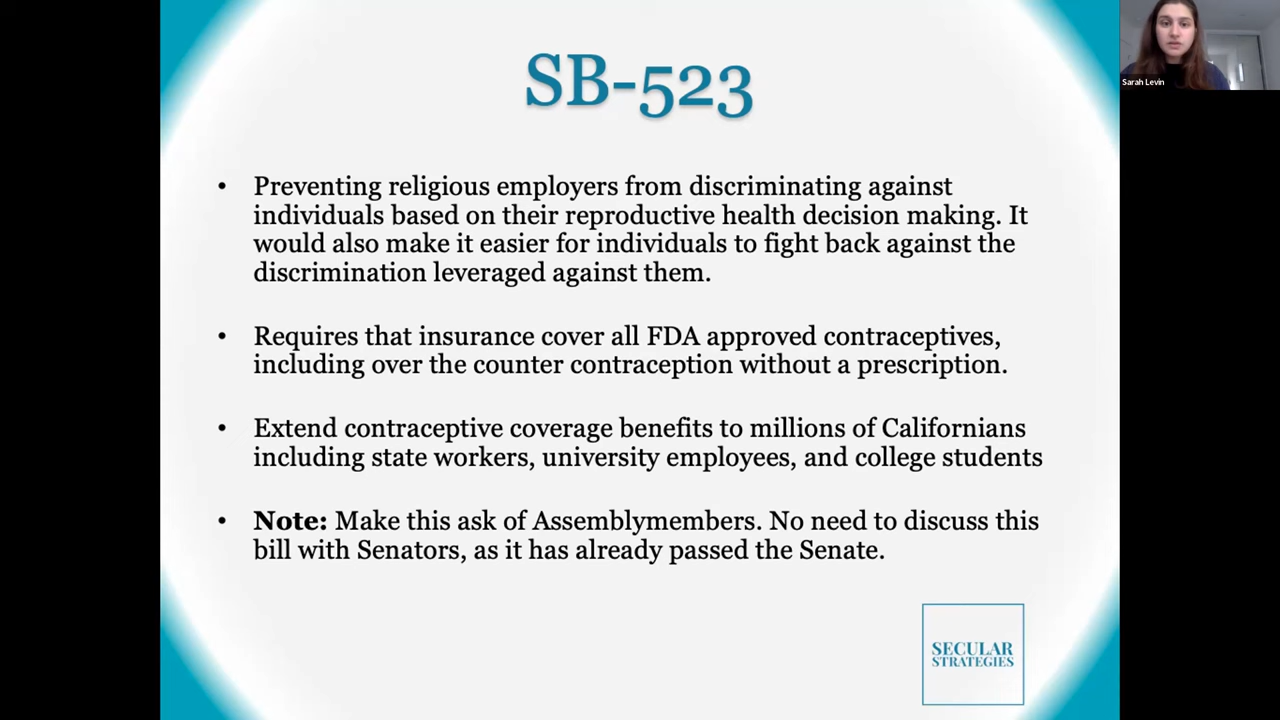 SB-523
Sarah Levin
• Preventing religious employers from discriminating against
individuals based on their reproductive health decision making. It
would also make it easier for individuals to fight back against the
discrimination leveraged against them.
• Requires that insurance cover all FDA approved contraceptives,
including over the counter contraception without a prescription.
• Extend contraceptive coverage benefits to millions of Californians
including state workers, university employees, and college students
• Note: Make this ask of Assemblymembers. No need to discuss this
bill with Senators, as it has already passed the Senate.
SECULAR
STRATEGIES